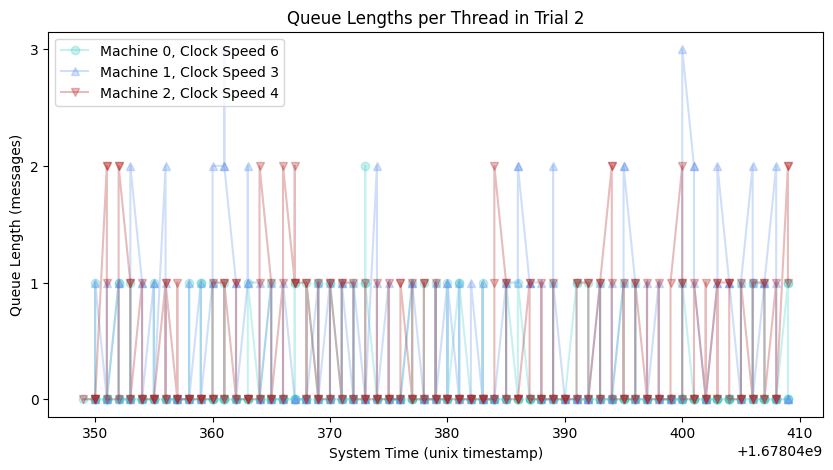 Queue Lengths per Thread in Trial 2
Machine 0, Clock Speed 6
Machine 1, Clock Speed 3
Machine 2, Clock Speed 4
Queue Length (messages)
3
2
1
0
350
360
370
380
390
400
410
+1.67804e9
System Time (unix timestamp)